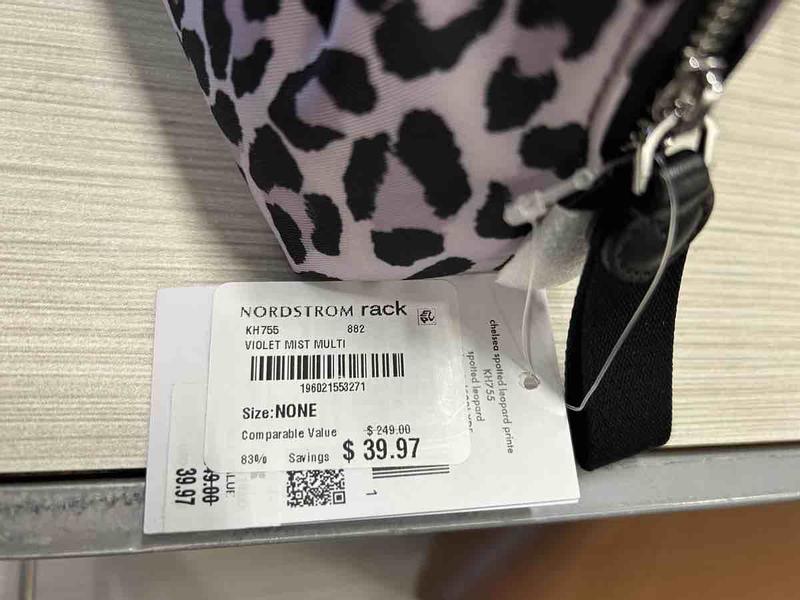 NORDSTROM rack
KH755 882
VIOLET MIST MULTI
196021553271
Size:NONE
Comparable Value $ 249.00
83% Savings $ 39.97
chelsea spotted leopard printe
KH755
spotted leopard
39.97
1